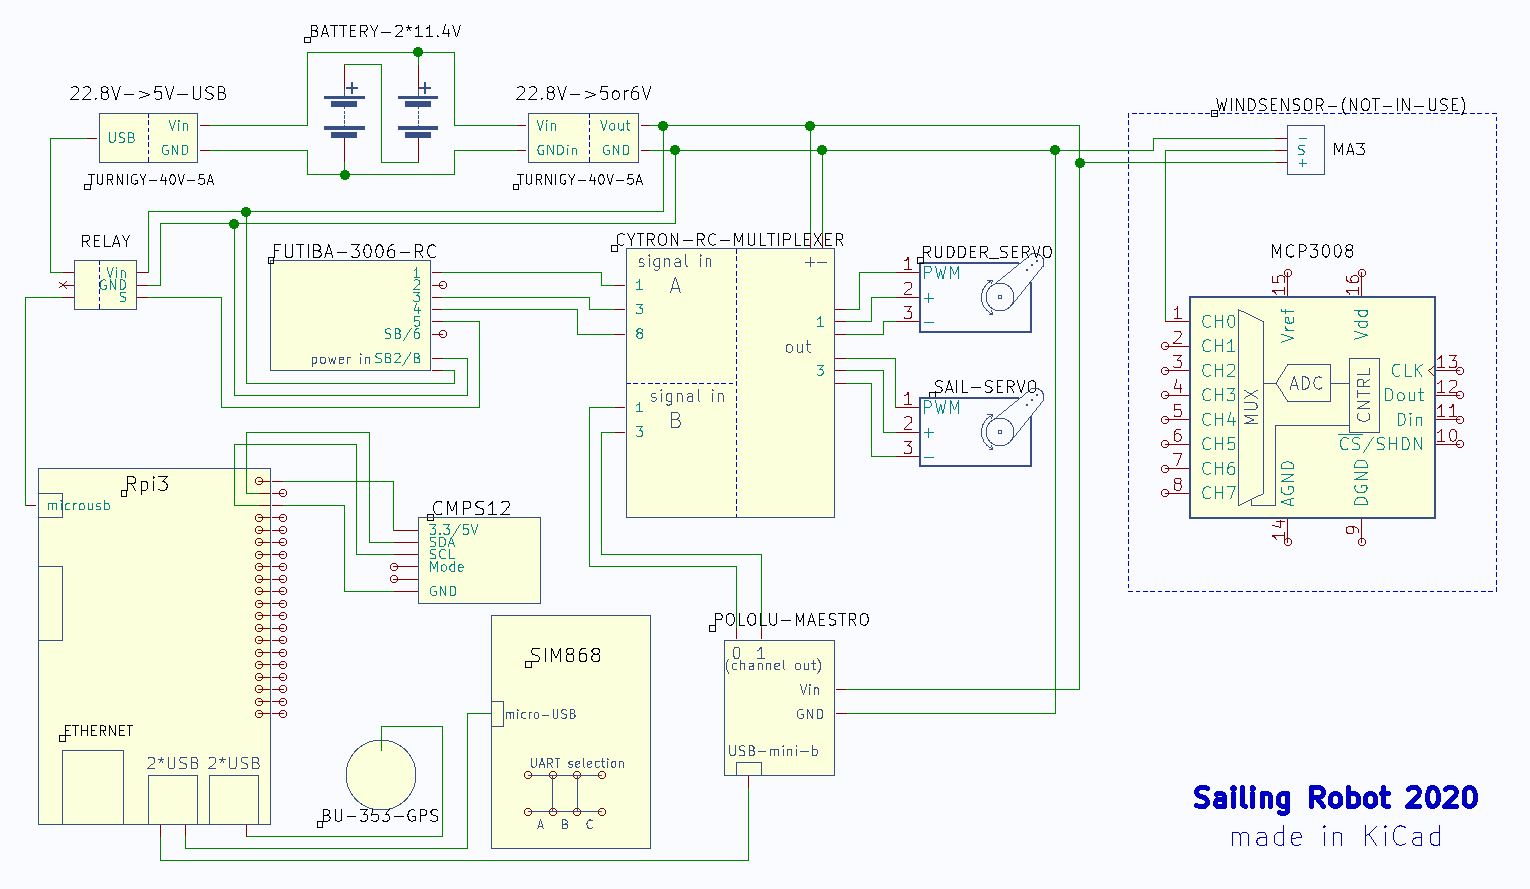 BATTERY-2*11.4V
22.8V->5V-USB
USB
Vin
GND
TURNIGY-40V-5A
+
+
22.8V->5or6V
Vin
GNDin
Vout
GND
TURNIGY-40V-5A
WINDSENSOR-(NOT-IN-USE)
-
S
+
MA3
RELAY
Vin
GND
S
FUTIBA-3006-RC
1
2
3
4
5
SB/6
power in SB2/B
CYTRON-RC-MULTIPLEXER
signal in
A
1
3
8
+-
1
out
3
signal in
B
1
3
RUDDER_SERVO
1 PWM
2 +
3 -
SAIL-SERVO
1 PWM
2 +
3 -
MCP3008
15 Vref
16 Vdd
1 CH0
2 CH1
3 CH2
4 CH3
5 CH4
6 CH5
7 CH6
8 CH7
MUX
ADC
CNTRL
CLK 13
Dout 12
Din 11
CS/SHDN 10
AGND 14
DGND 9
Rpi3
microusb
ETHERNET
2*USB
2*USB
CMPS12
3.3/5V
SDA
SCL
Mode
GND
SIM868
micro-USB
UART selection
A B C
BU-353-GPS
POLOLU-MAESTRO
0 1
(channel out)
Vin
GND
USB-mini-b
Sailing Robot 2020
made in KiCad